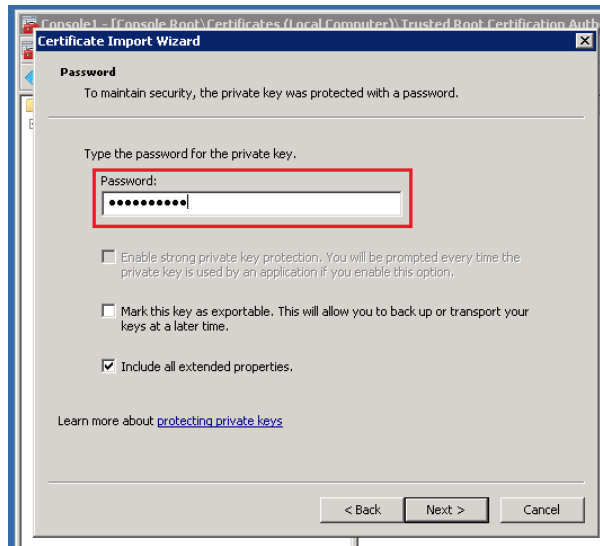 Console1 - [Console Root\Certificates (Local Computer)\Trusted Root Certification Auth
Certificate Import Wizard
Password
To maintain security, the private key was protected with a password.
Type the password for the private key.
Password:
••••••••••
Enable strong private key protection. You will be prompted every time the
private key is used by an application if you enable this option.
Mark this key as exportable. This will allow you to back up or transport your
keys at a later time.
Include all extended properties.
Learn more about protecting private keys
< Back Next > Cancel